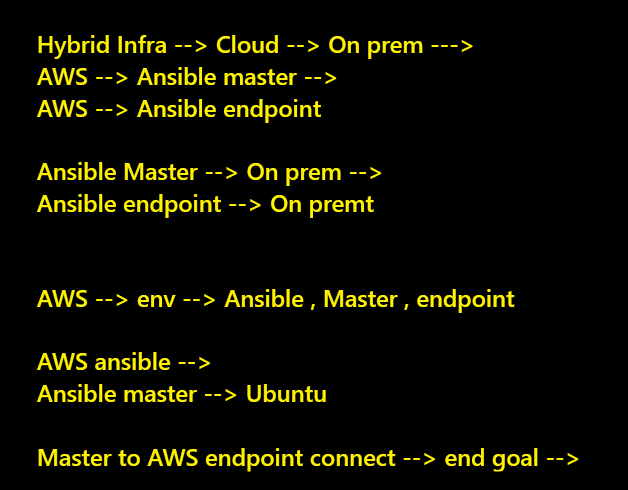 Hybrid Infra --> Cloud --> On prem --->
AWS --> Ansible master -->
AWS --> Ansible endpoint
Ansible Master --> On prem -->
Ansible endpoint --> On premt
AWS --> env --> Ansible , Master , endpoint
AWS ansible -->
Ansible master --> Ubuntu
Master to AWS endpoint connect --> end goal -->